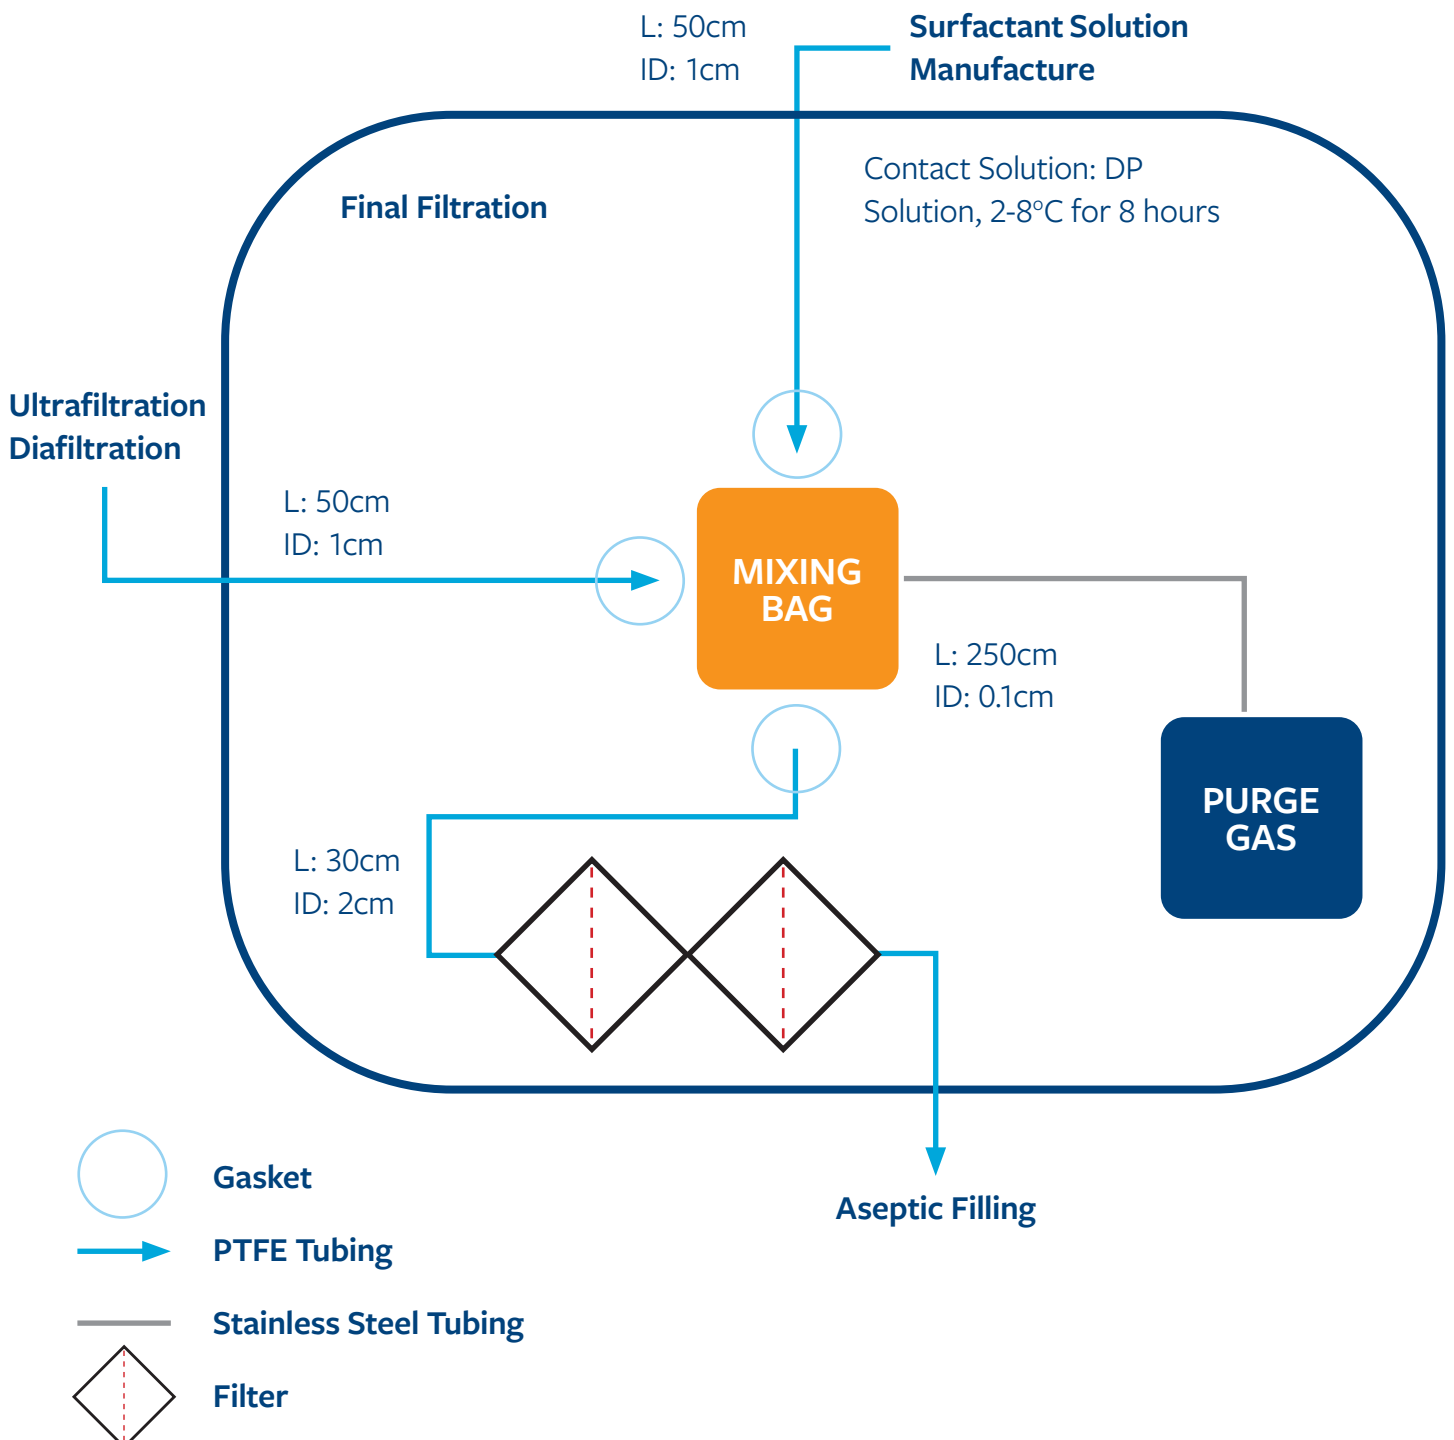 L: 50cm
ID: 1cm
Surfactant Solution
Manufacture
Final Filtration
Contact Solution: DP
Solution, 2-8°C for 8 hours
Ultrafiltration
Diafiltration
L: 50cm
ID: 1cm
MIXING
BAG
L: 250cm
ID: 0.1cm
PURGE
GAS
L: 30cm
ID: 2cm
Aseptic Filling
Gasket
PTFE Tubing
Stainless Steel Tubing
Filter